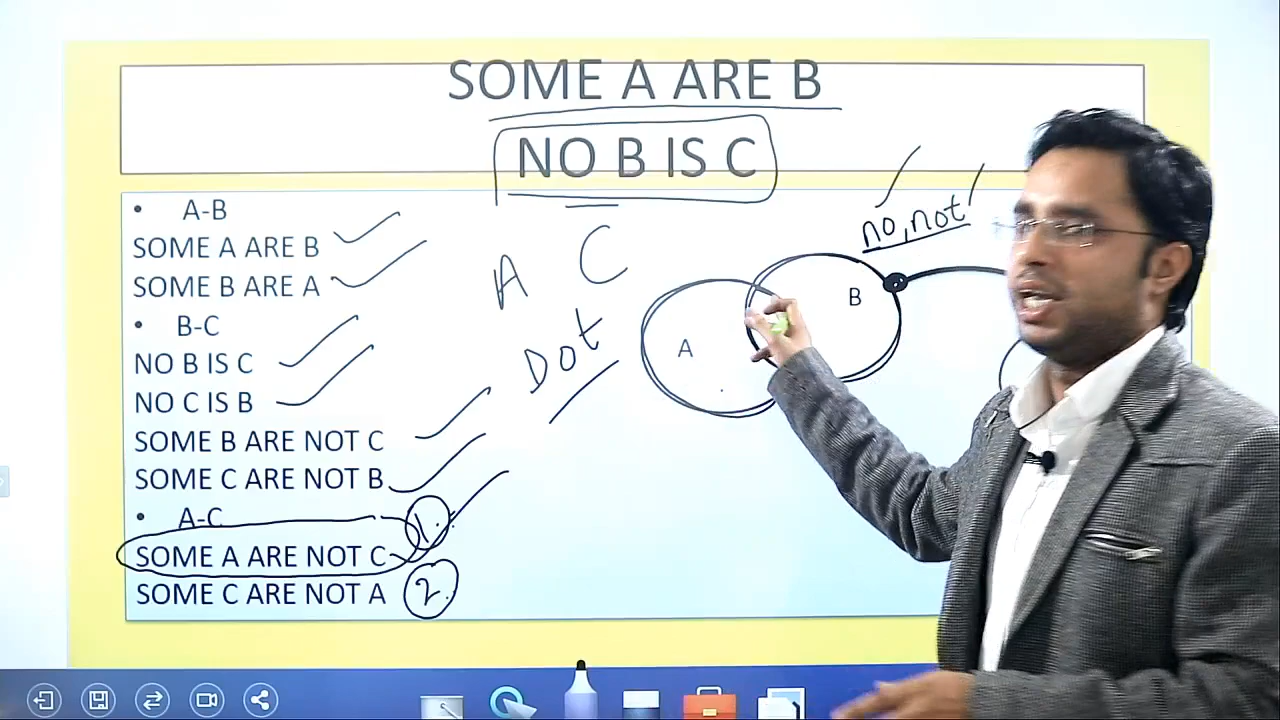 SOME A ARE B
NO B IS C
• A-B
SOME A ARE B
SOME B ARE A
• B-C
NO B IS C
NO C IS B
SOME B ARE NOT C
SOME C ARE NOT B
• A-C
1.
SOME A ARE NOT C
SOME C ARE NOT A
2.
A C
Dot
no, not
A
B